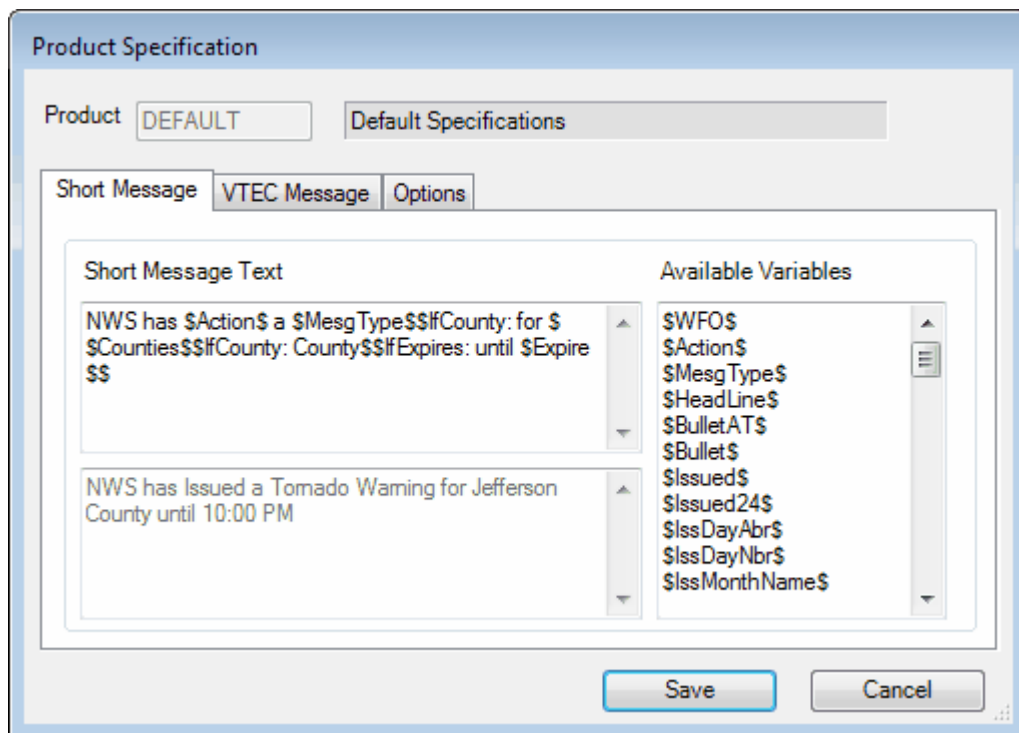 Product Specification
Product DEFAULT Default Specifications
Short Message VTEC Message Options
Short Message Text
NWS has $Action$ a $MesgType$$IfCounty: for $
$Counties$$IfCounty: County$$IfExpires: until $Expire
$$
NWS has Issued a Tornado Warning for Jefferson
County until 10:00 PM
Available Variables
$WFO$
$Action$
$MesgType$
$HeadLine$
$BulletAT$
$Bullet$
$Issued$
$Issued24$
$IssDayAbr$
$IssDayNbr$
$IssMonthName$
Save Cancel